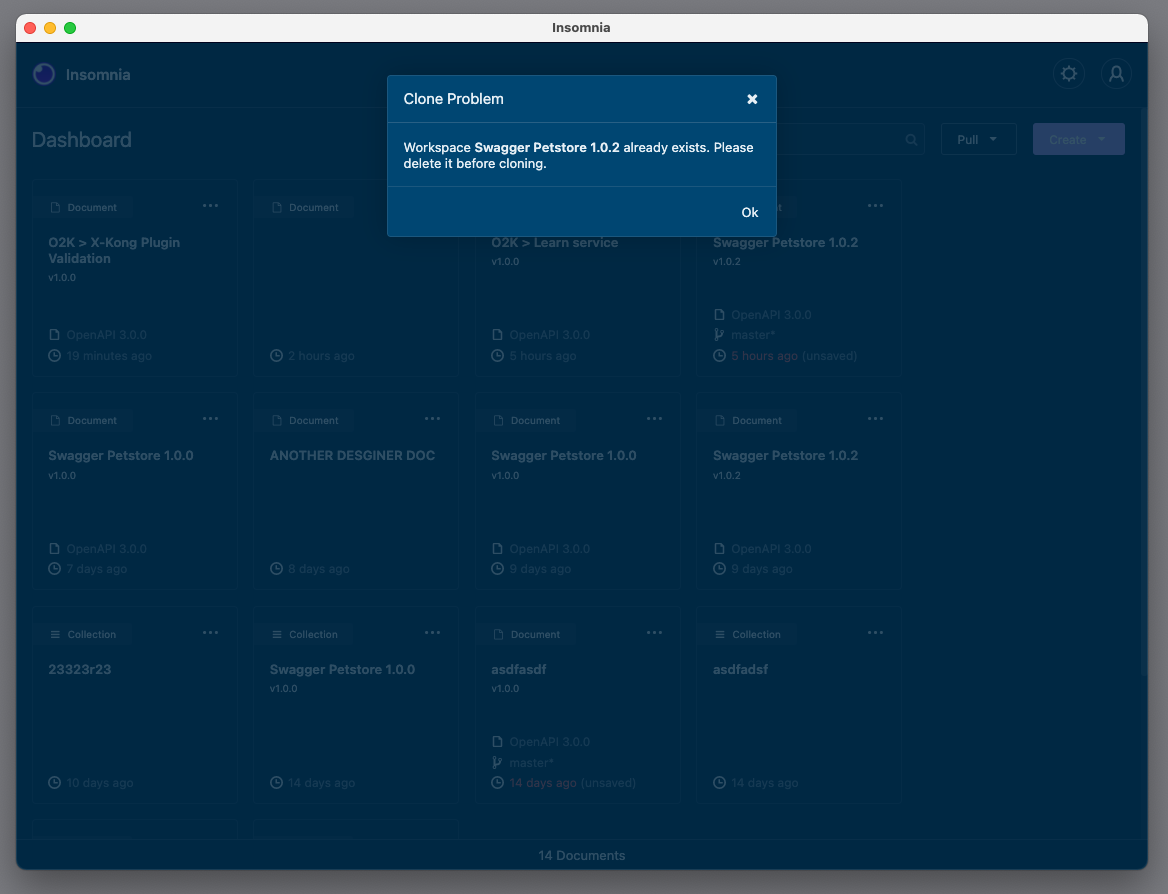 Insomnia
Insomnia
Clone Problem
Workspace Swagger Petstore 1.0.2 already exists. Please
delete it before cloning.
Ok
Dashboard
Pull
Create
Document
O2K > X-Kong Plugin
Validation
v1.0.0
OpenAPI 3.0.0
19 minutes ago
Document
2 hours ago
O2K > Learn service
v1.0.0
OpenAPI 3.0.0
5 hours ago
Swagger Petstore 1.0.2
v1.0.2
OpenAPI 3.0.0
master*
5 hours ago (unsaved)
Document
Swagger Petstore 1.0.0
v1.0.0
OpenAPI 3.0.0
7 days ago
Document
ANOTHER DESGINER DOC
8 days ago
Document
Swagger Petstore 1.0.0
v1.0.0
OpenAPI 3.0.0
9 days ago
Document
Swagger Petstore 1.0.2
v1.0.2
OpenAPI 3.0.0
9 days ago
Collection
23323r23
10 days ago
Collection
Swagger Petstore 1.0.0
v1.0.0
14 days ago
Document
asdfasdf
v1.0.0
OpenAPI 3.0.0
master*
14 days ago (unsaved)
Collection
asdfadsf
14 days ago
14 Documents